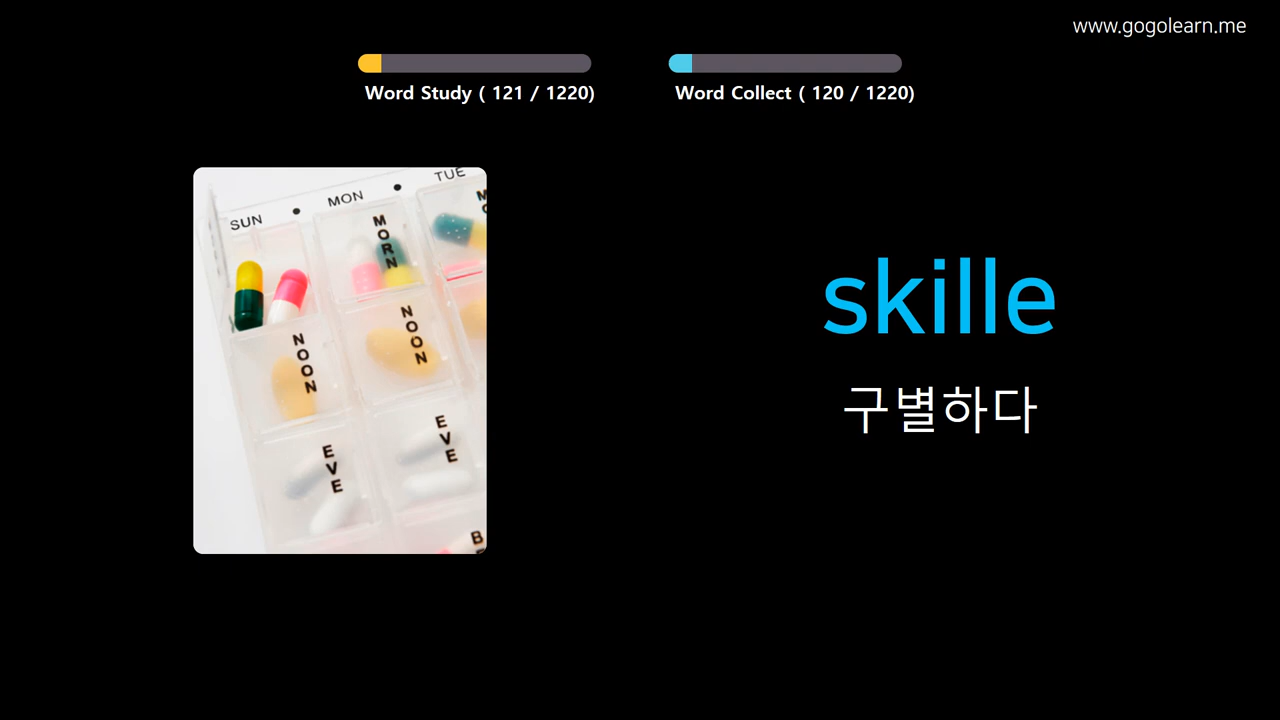 www.gogolearn.me
Word Study ( 121 / 1220)
Word Collect ( 120 / 1220)
SUN • MON • TUE
MORN
NOON
NOON
EVE
EVE
skille
구별하다